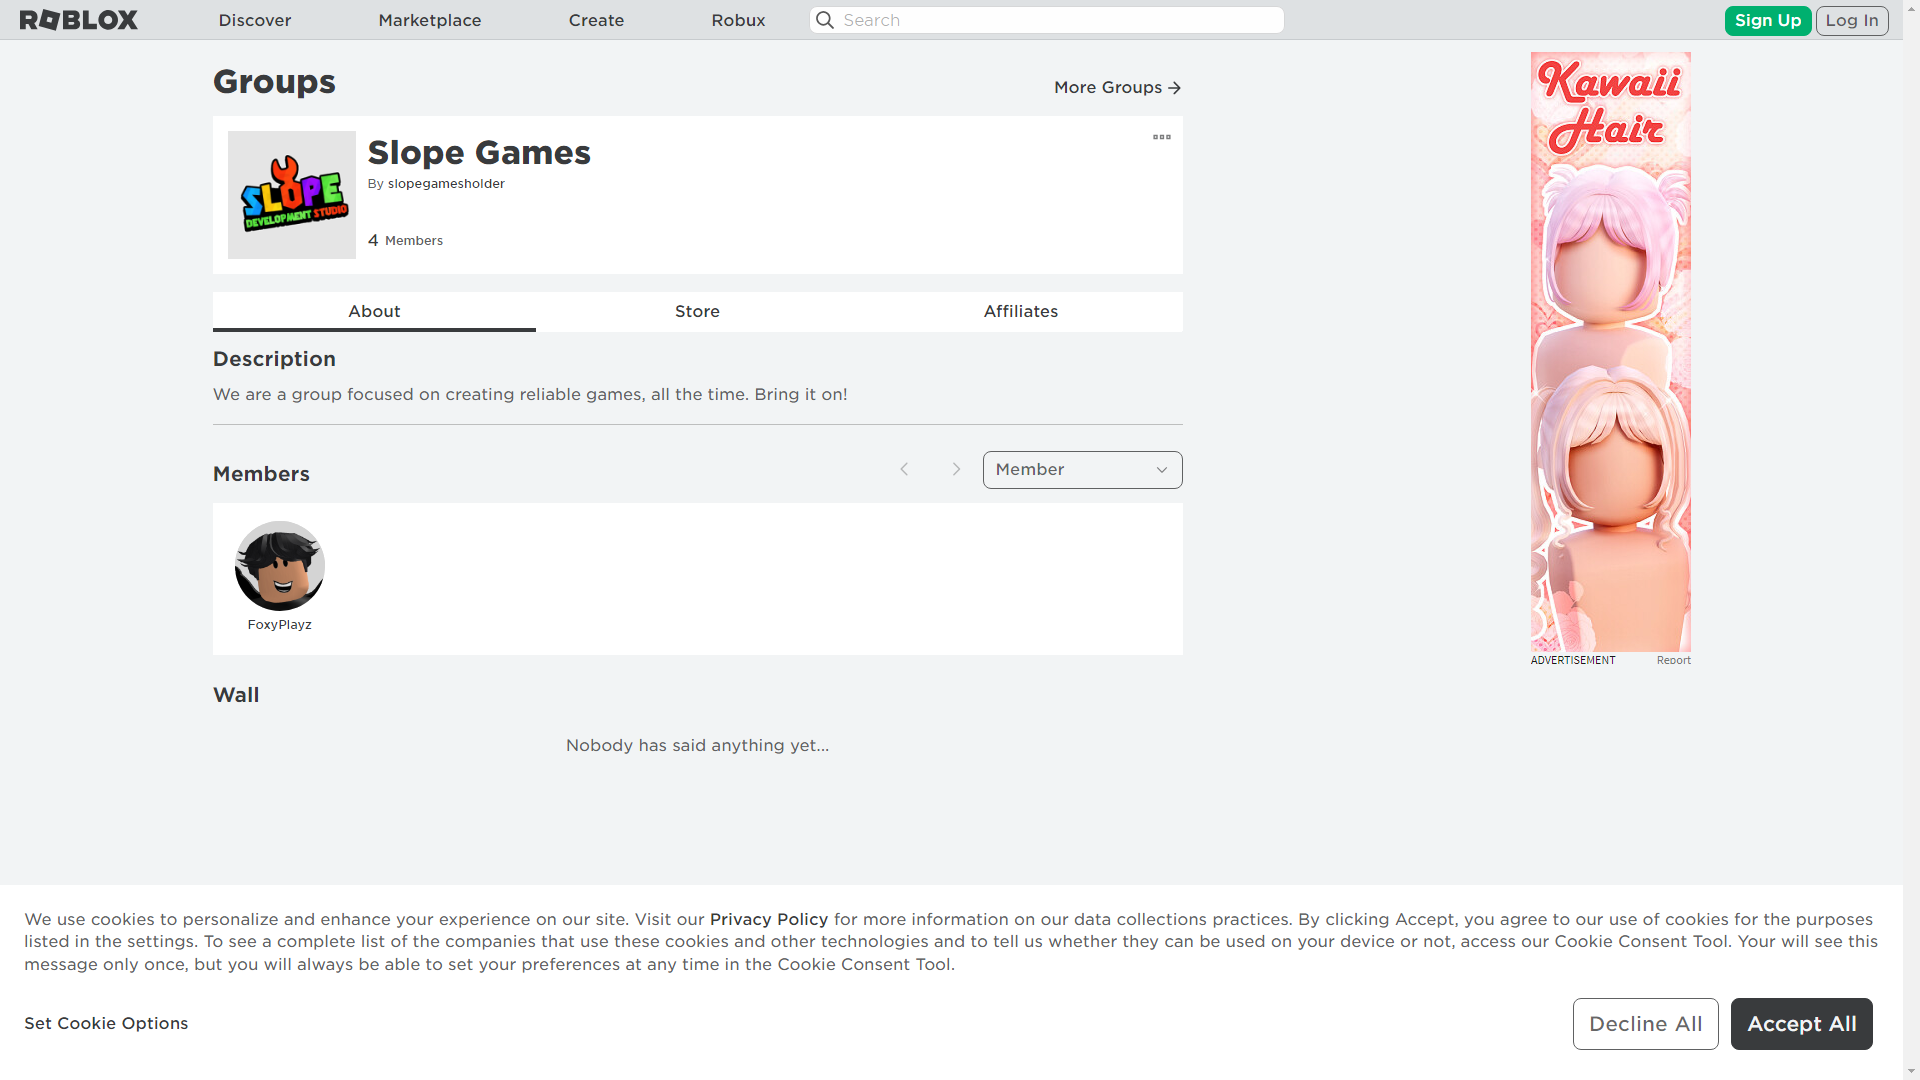 ROBLOX
Discover
Marketplace
Create
Robux
Search
Sign Up
Log In
Groups
More Groups
SLOPE
DEVELOPMENT STUDIO
Slope Games
By slopegamesholder
4 Members
About
Store
Affiliates
Description
We are a group focused on creating reliable games, all the time. Bring it on!
Members
Member
FoxyPlayz
Wall
Nobody has said anything yet...
Kawaii
Hair
ADVERTISEMENT
Report
We use cookies to personalize and enhance your experience on our site. Visit our Privacy Policy for more information on our data collections practices. By clicking Accept, you agree to our use of cookies for the purposes
listed in the settings. To see a complete list of the companies that use these cookies and other technologies and to tell us whether they can be used on your device or not, access our Cookie Consent Tool. Your will see this
message only once, but you will always be able to set your preferences at any time in the Cookie Consent Tool.
Set Cookie Options
Decline All
Accept All